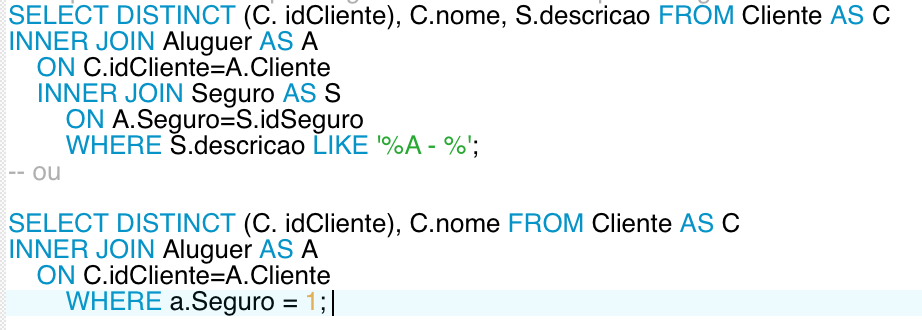 SELECT DISTINCT (C. idCliente), C.nome, S.descricao FROM Cliente AS C
INNER JOIN Aluguer AS A
ON C.idCliente=A.Cliente
INNER JOIN Seguro AS S
ON A.Seguro=S.idSeguro
WHERE S.descricao LIKE '%A - %';
-- ou
SELECT DISTINCT (C. idCliente), C.nome FROM Cliente AS C
INNER JOIN Aluguer AS A
ON C.idCliente=A.Cliente
WHERE a.Seguro = 1;